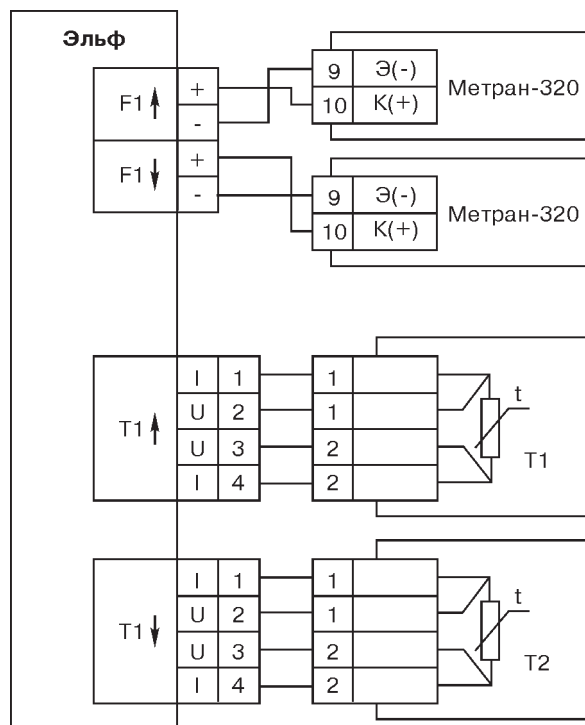 Эльф
F1 + 9 Э(-)
- 10 К(+) Метран-320
F1 + 9 Э(-)
- 10 К(+) Метран-320
T1 I 1 1 t
U 2 1
U 3 2 T1
I 4 2
T1 I 1 1 t
U 2 1
U 3 2 T2
I 4 2